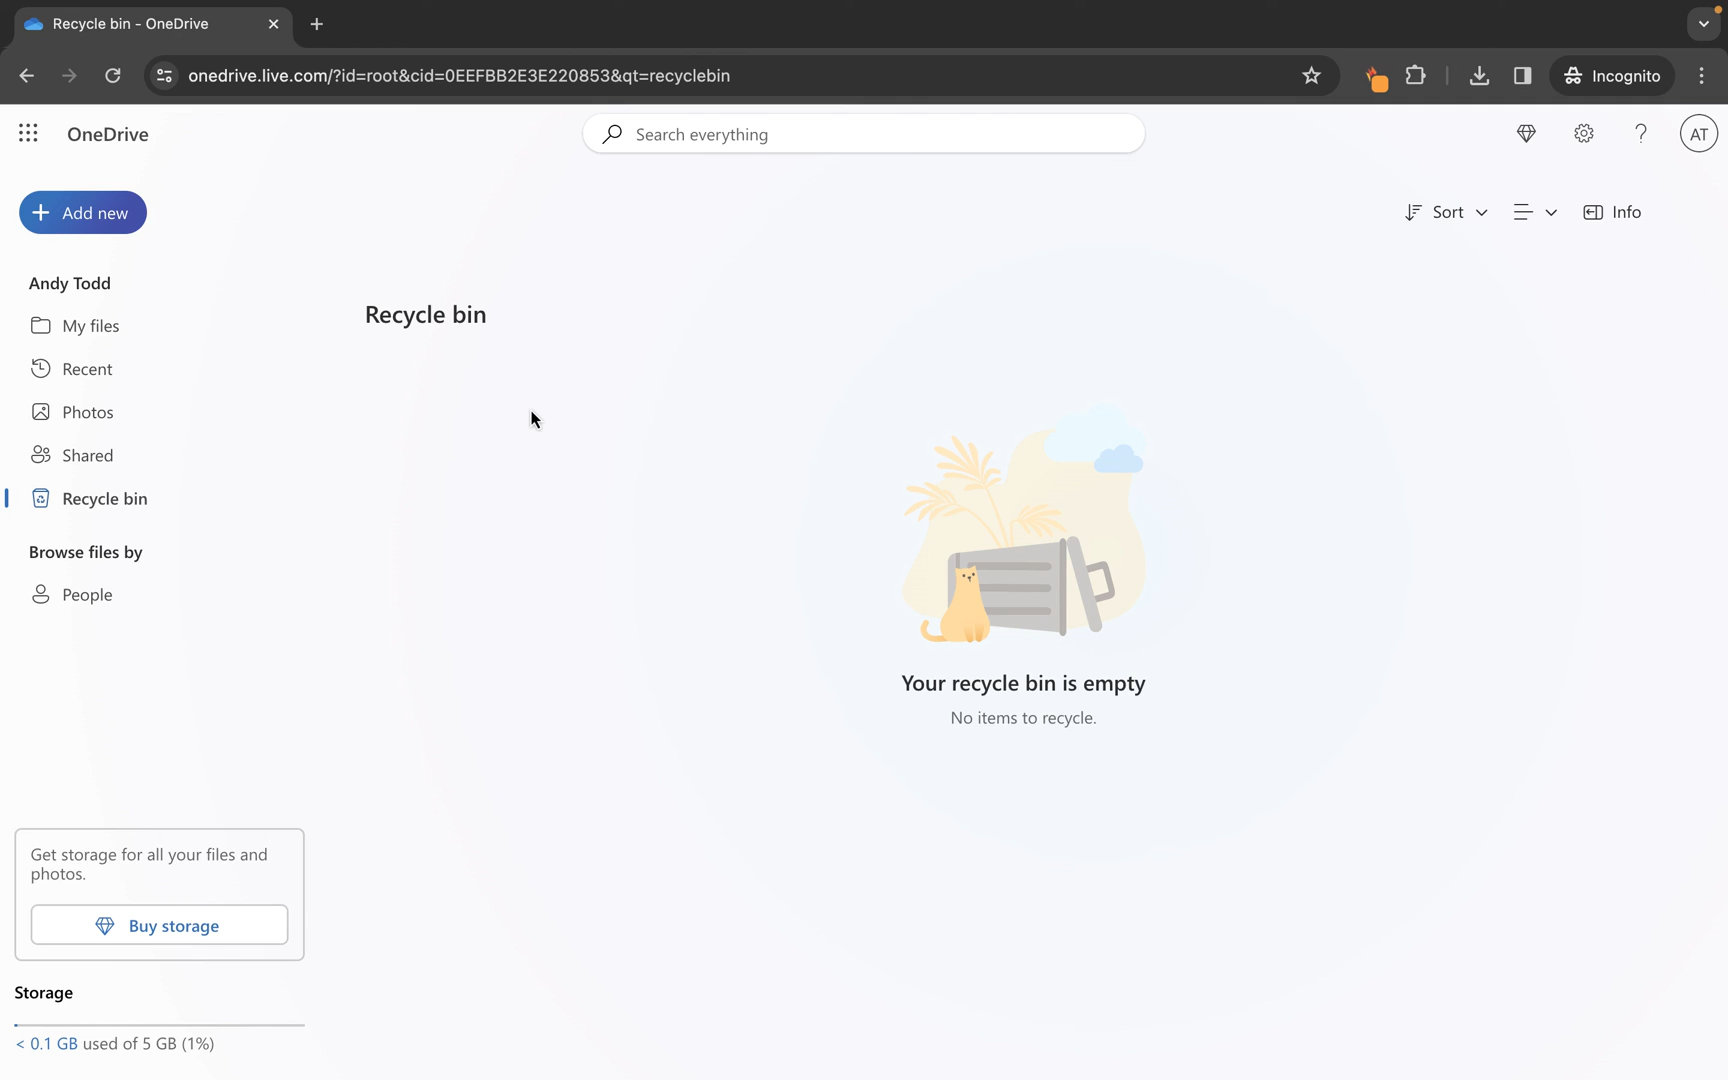 Recycle bin - OneDrive
onedrive.live.com/?id=root&cid=0EEFBB2E3E220853&qt=recyclebin
Incognito
OneDrive
Search everything
AT
Add new
Sort
Info
Andy Todd
My files
Recent
Photos
Shared
Recycle bin
Browse files by
People
Recycle bin
Your recycle bin is empty
No items to recycle.
Get storage for all your files and
photos.
Buy storage
Storage
< 0.1 GB used of 5 GB (1%)